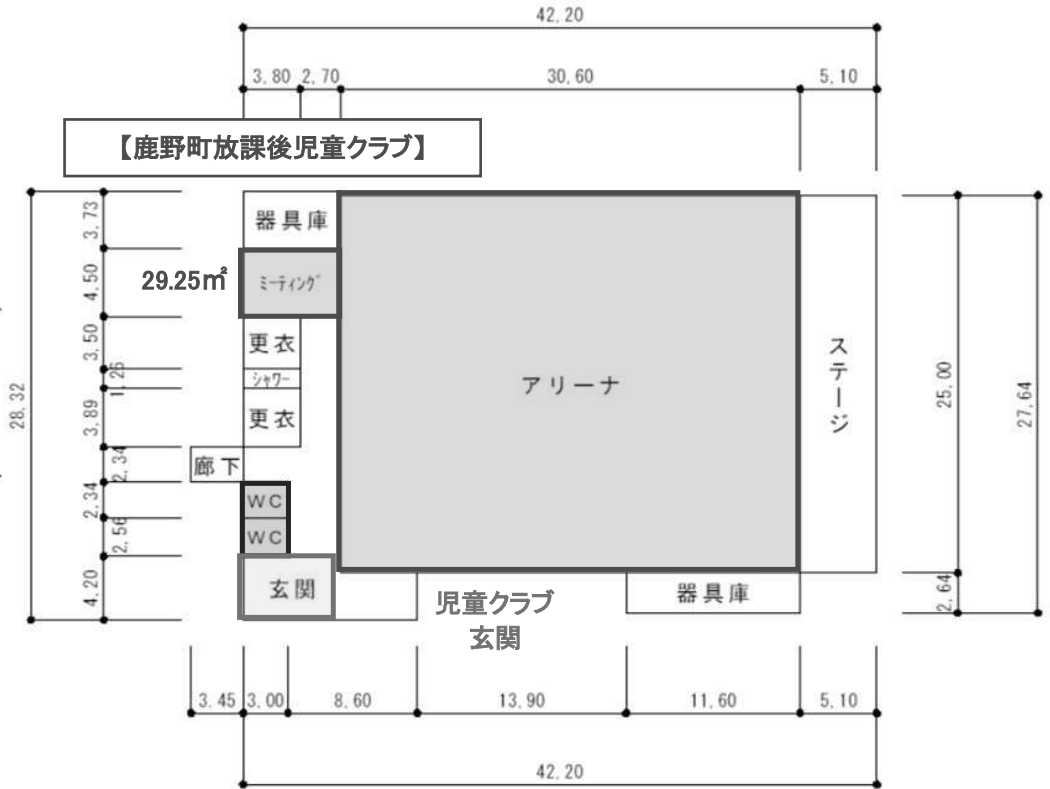 42.20
3.80 2.70 30.60 5.10
【鹿野町放課後児童クラブ】
器具庫
29.25㎡
ミーティング
更衣
シャワー
更衣
廊下
WC
WC
玄関
アリーナ
ステージ
器具庫
児童クラブ
玄関
28.32
3.73
4.50
3.50
1.26
3.89
2.34
2.34
2.56
4.20
25.00
2.64
27.64
3.45 3.00 8.60 13.90 11.60 5.10
42.20